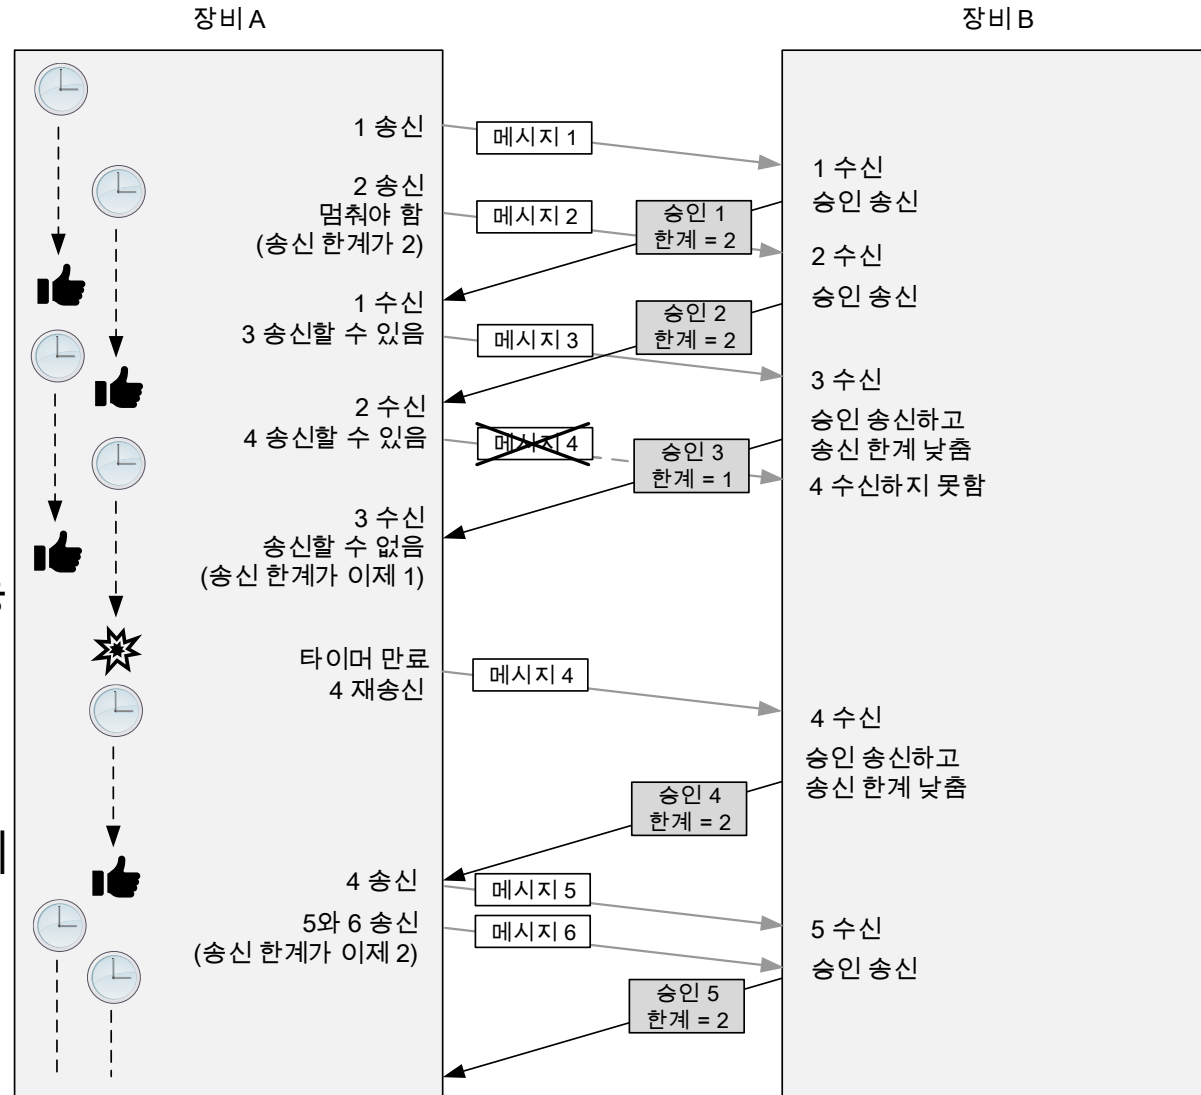 장비 A
장비 B
1 송신
메시지 1
1 수신
승인 송신
2 송신
멈춰야 함
(송신 한계가 2)
메시지 2
승인 1
한계 = 2
2 수신
승인 송신
1 수신
3 송신할 수 있음
메시지 3
승인 2
한계 = 2
3 수신
승인 송신하고
송신 한계 낮춤
4 수신하지 못함
2 수신
4 송신할 수 있음
메시지 4
승인 3
한계 = 1
3 수신
송신할 수 없음
(송신 한계가 이제 1)
타이머 만료
4 재송신
메시지 4
4 수신
승인 송신하고
송신 한계 낮춤
승인 4
한계 = 2
4 송신
5와 6 송신
(송신 한계가 이제 2)
메시지 5
메시지 6
5 수신
승인 송신
승인 5
한계 = 2